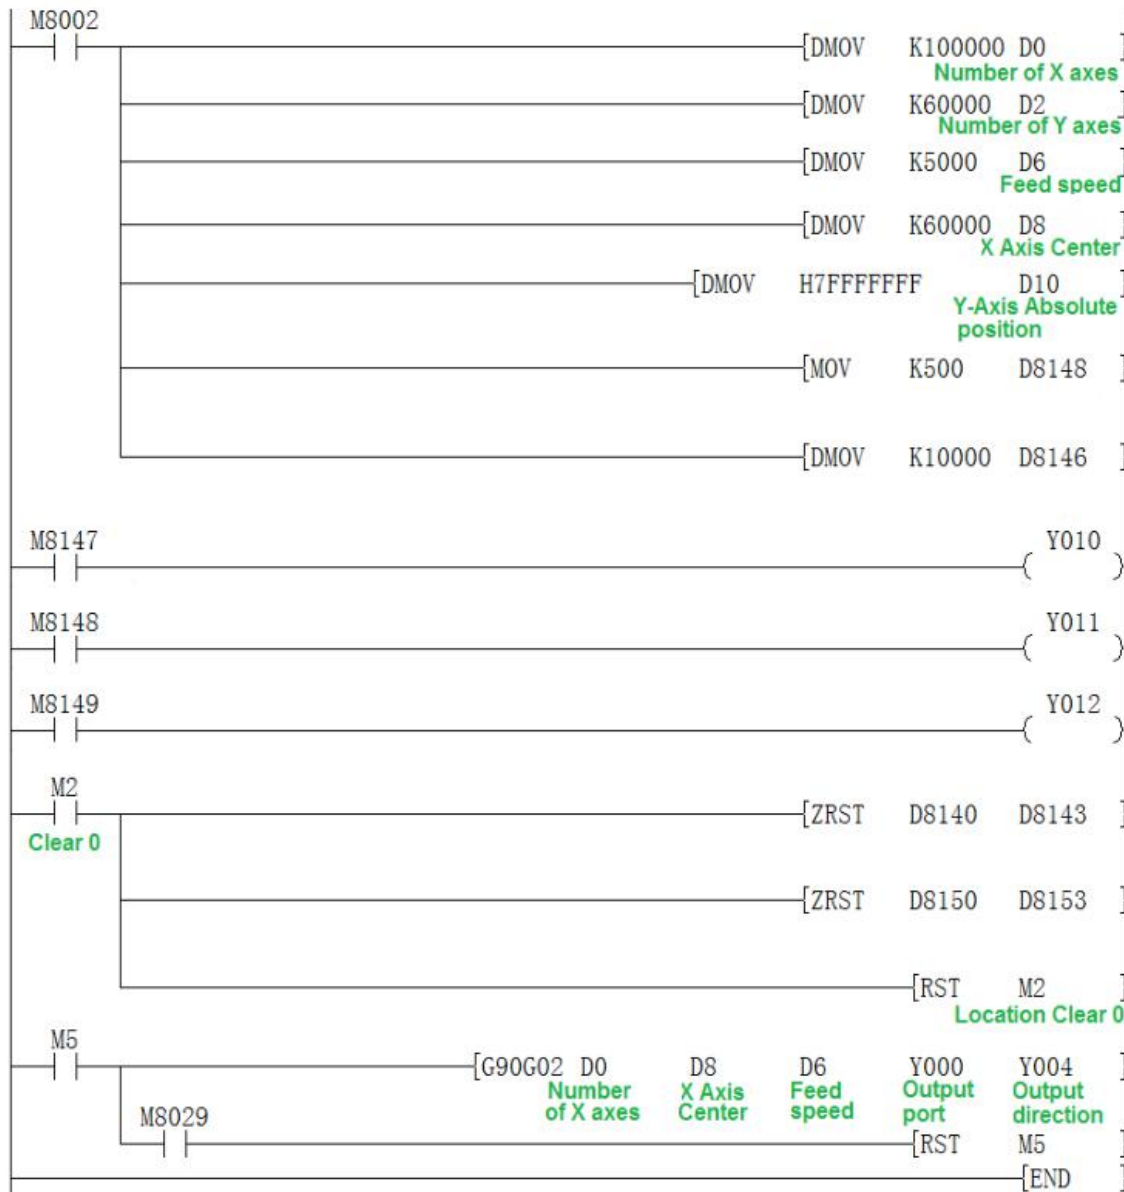 M8002
DMOV K100000 D0
Number of X axes
DMOV K60000 D2
Number of Y axes
DMOV K5000 D6
Feed speed
DMOV K60000 D8
X Axis Center
DMOV H7FFFFFFF D10
Y-Axis Absolute
position
MOV K500 D8148
DMOV K10000 D8146
M8147 Y010
M8148 Y011
M8149 Y012
M2
ZRST D8140 D8143
Clear 0
ZRST D8150 D8153
RST M2
Location Clear 0
M5
G90G02 D0 D8 D6 Y000 Y004
Number X Axis Feed Output Output
of X axes Center speed port direction
M8029
RST M5
END